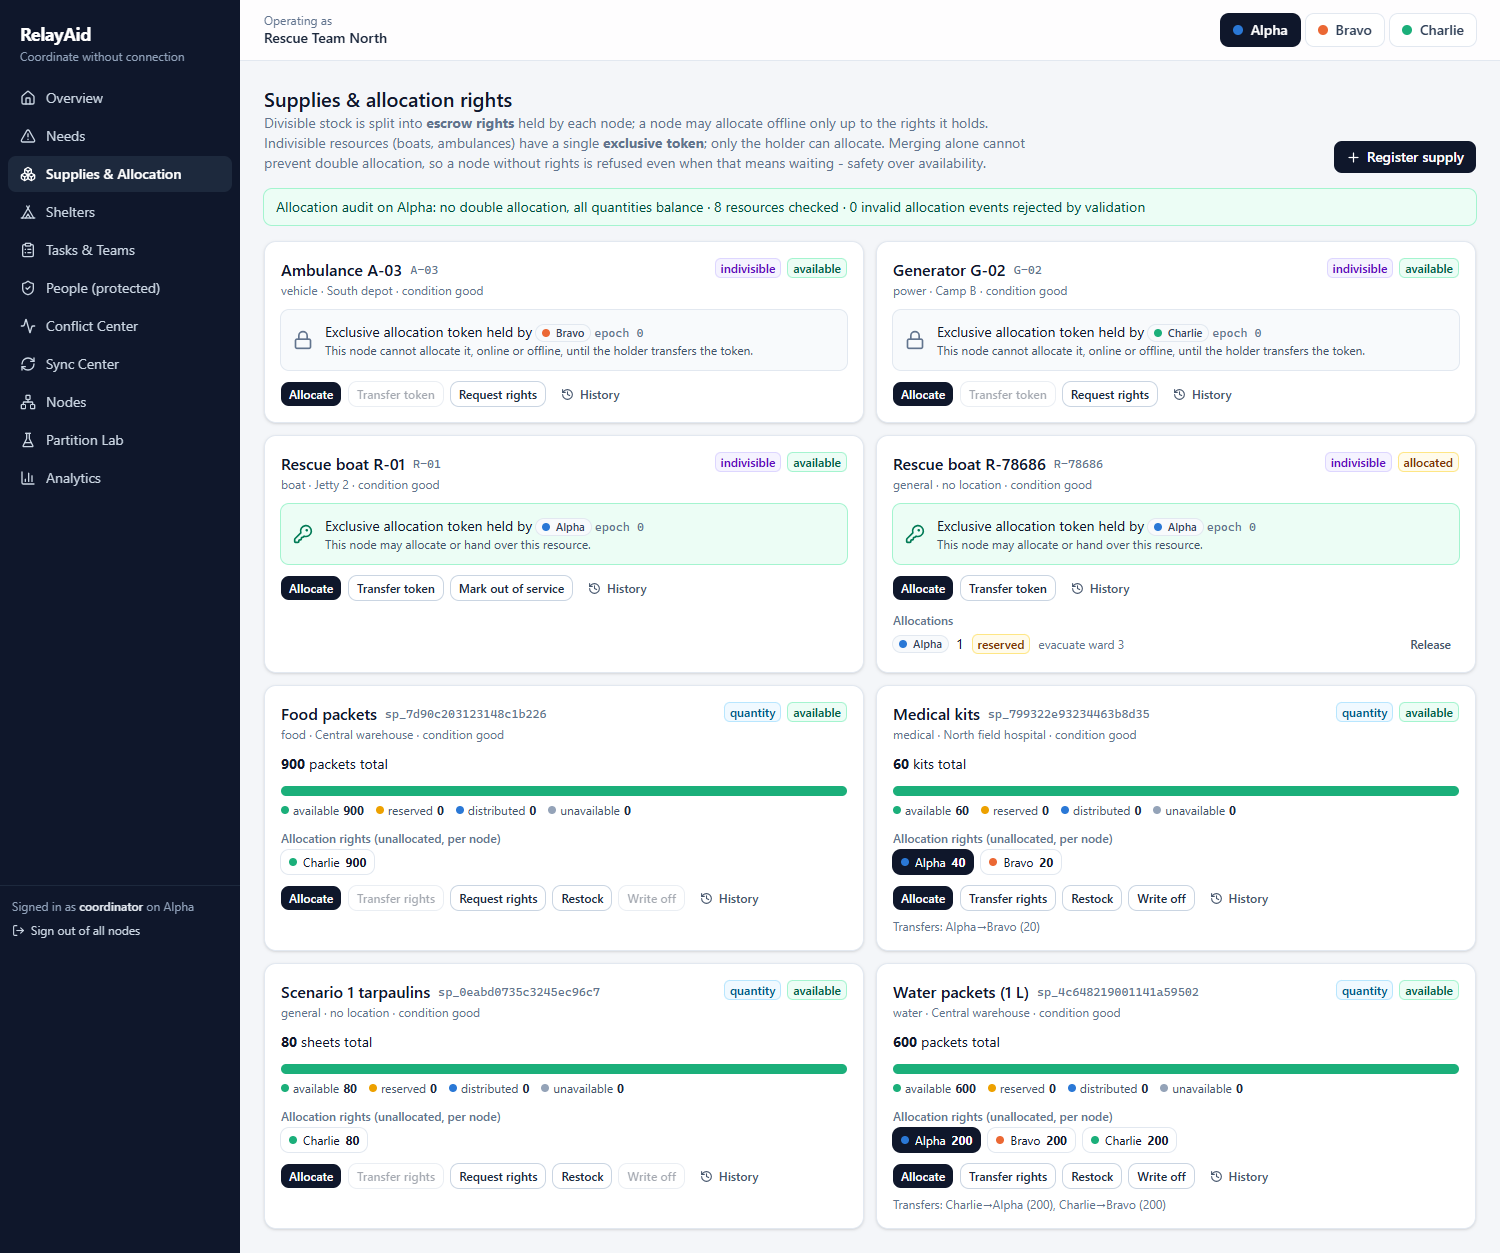 RelayAid
Coordinate without connection
Overview
Needs
Supplies & Allocation
Shelters
Tasks & Teams
People (protected)
Conflict Center
Sync Center
Nodes
Partition Lab
Analytics
Signed in as coordinator on Alpha
Sign out of all nodes
Operating as
Rescue Team North
Alpha
Bravo
Charlie
Supplies & allocation rights
Divisible stock is split into escrow rights held by each node; a node may allocate offline only up to the rights it holds.
Indivisible resources (boats, ambulances) have a single exclusive token; only the holder can allocate. Merging alone cannot
prevent double allocation, so a node without rights is refused even when that means waiting - safety over availability.
Register supply
Allocation audit on Alpha: no double allocation, all quantities balance · 8 resources checked · 0 invalid allocation events rejected by validation
Ambulance A-03 A-03 indivisible available
vehicle · South depot · condition good
Exclusive allocation token held by Bravo epoch 0
This node cannot allocate it, online or offline, until the holder transfers the token.
Allocate Transfer token Request rights History
Generator G-02 G-02 indivisible available
power · Camp B · condition good
Exclusive allocation token held by Charlie epoch 0
This node cannot allocate it, online or offline, until the holder transfers the token.
Allocate Transfer token Request rights History
Rescue boat R-01 R-01 indivisible available
boat · Jetty 2 · condition good
Exclusive allocation token held by Alpha epoch 0
This node may allocate or hand over this resource.
Allocate Transfer token Mark out of service History
Rescue boat R-78686 R-78686 indivisible allocated
general · no location · condition good
Exclusive allocation token held by Alpha epoch 0
This node may allocate or hand over this resource.
Allocate Transfer token History
Allocations
Alpha 1 reserved evacuate ward 3 Release
Food packets sp_7d90c203123148c1b226 quantity available
food · Central warehouse · condition good
900 packets total
available 900 reserved 0 distributed 0 unavailable 0
Allocation rights (unallocated, per node)
Charlie 900
Allocate Transfer rights Request rights Restock Write off History
Medical kits sp_799322e93234463b8d35 quantity available
medical · North field hospital · condition good
60 kits total
available 60 reserved 0 distributed 0 unavailable 0
Allocation rights (unallocated, per node)
Alpha 40 Bravo 20
Allocate Transfer rights Restock Write off History
Transfers: Alpha→Bravo (20)
Scenario 1 tarpaulins sp_0eabd0735c3245ec96c7 quantity available
general · no location · condition good
80 sheets total
available 80 reserved 0 distributed 0 unavailable 0
Allocation rights (unallocated, per node)
Charlie 80
Allocate Transfer rights Request rights Restock Write off History
Water packets (1 L) sp_4c648219001141a59502 quantity available
water · Central warehouse · condition good
600 packets total
available 600 reserved 0 distributed 0 unavailable 0
Allocation rights (unallocated, per node)
Alpha 200 Bravo 200 Charlie 200
Allocate Transfer rights Restock Write off History
Transfers: Charlie→Alpha (200), Charlie→Bravo (200)